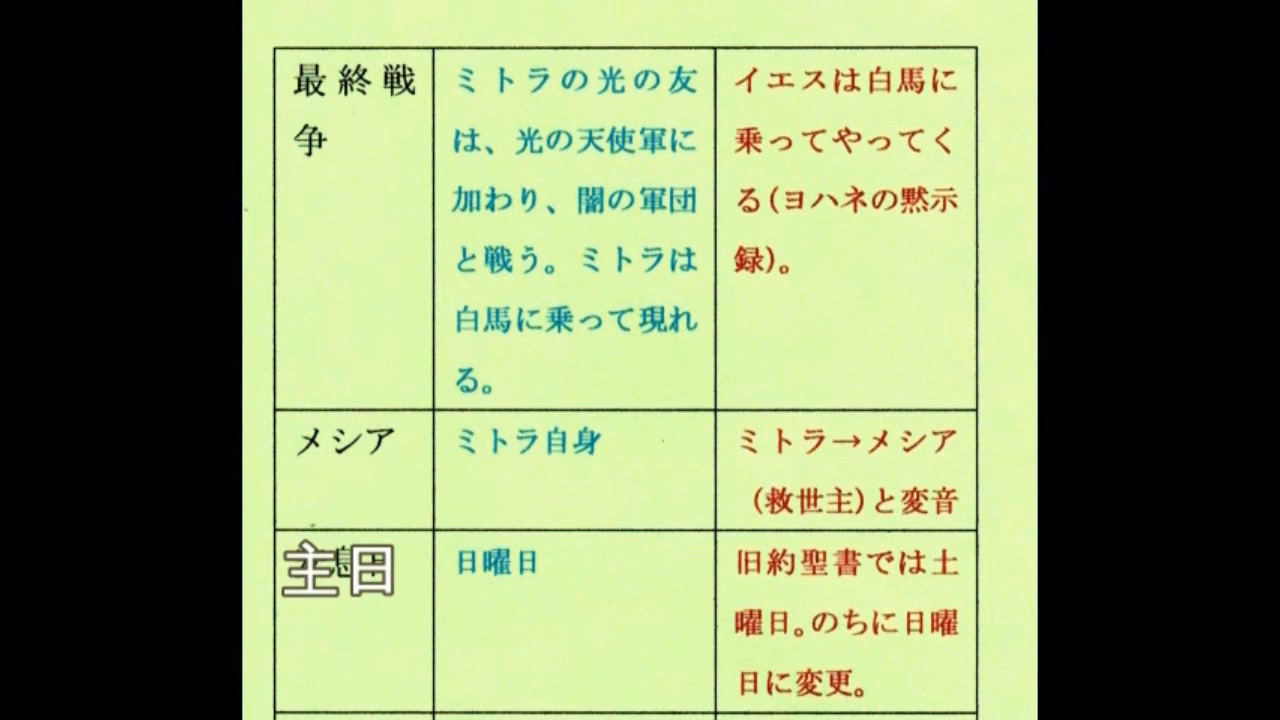 最終戦
争
ミトラの光の友
は、光の天使軍に
加わり、闇の軍団
と戦う。ミトラは
白馬に乗って現れ
る。
イエスは白馬に
乗ってやってく
る(ヨハネの黙示
録)。
メシア
ミトラ自身
ミトラ→メシア
(救世主)と変音
主日
日曜日
旧約聖書では土
曜日。のちに日曜
日に変更。